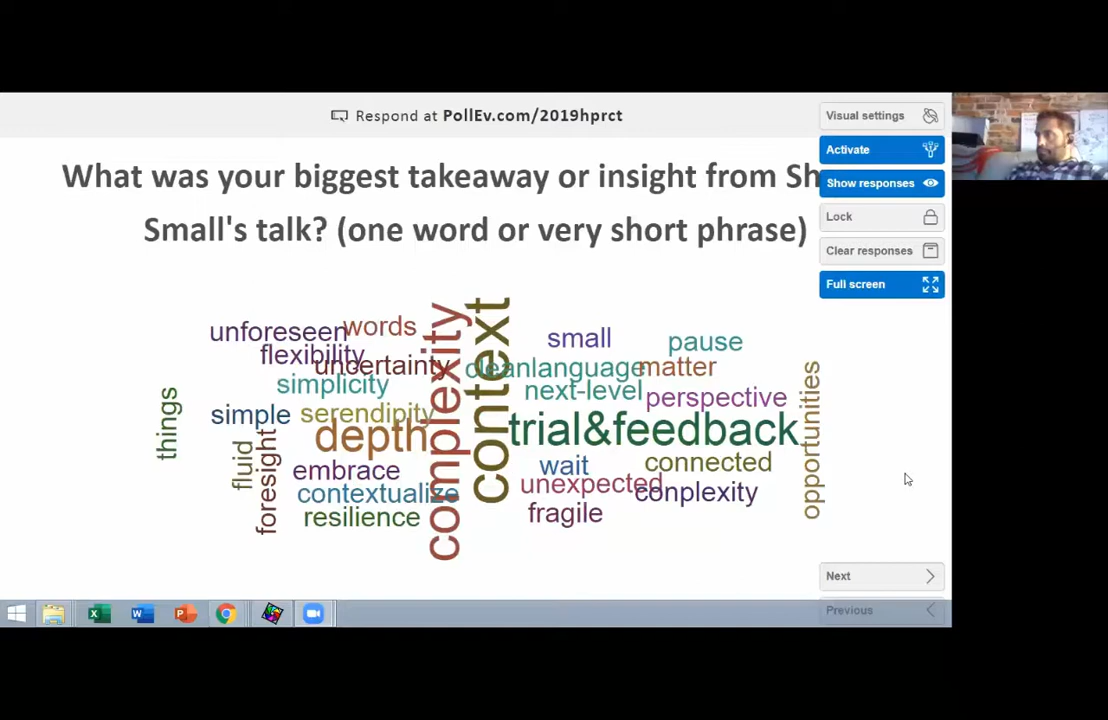 Respond at PollEv.com/2019hprct
What was your biggest takeaway or insight from Sh
Small's talk? (one word or very short phrase)
Visual settings
Activate
Show responses
Lock
Clear responses
Full screen
unforeseen
words
flexibility
uncertainty
simplicity
things
simple
serendipity
depth
fluid
foresight
embrace
contextualize
resilience
complexity
context
small
pause
cleanlanguage
matter
next-level
perspective
trial&feedback
opportunities
wait
connected
unexpected
conplexity
fragile
Next
Previous